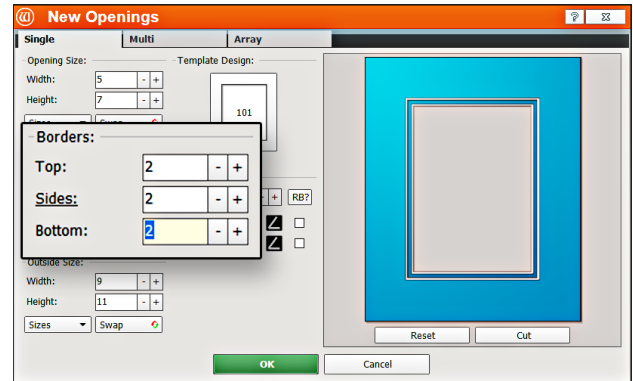 New Openings
Single Multi Array
Opening Size: Template Design:
Width: 5 - +
Height: 7 - +
101
Borders:
Top: 2 - +
Sides: 2 - + + RB?
Bottom: 2 - +
Outside Size:
Width: 9 - +
Height: 11 - +
Sizes Swap
Reset Cut
OK Cancel